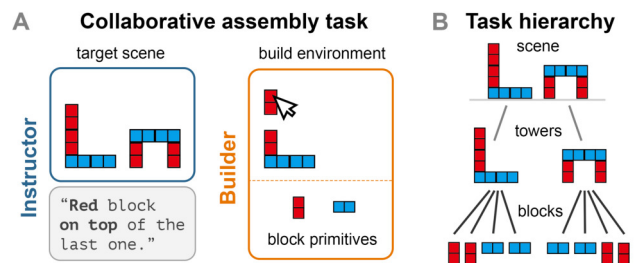 A Collaborative assembly task
target scene
build environment
Instructor
"Red block
on top of the
last one."
Builder
block primitives
B Task hierarchy
scene
towers
blocks